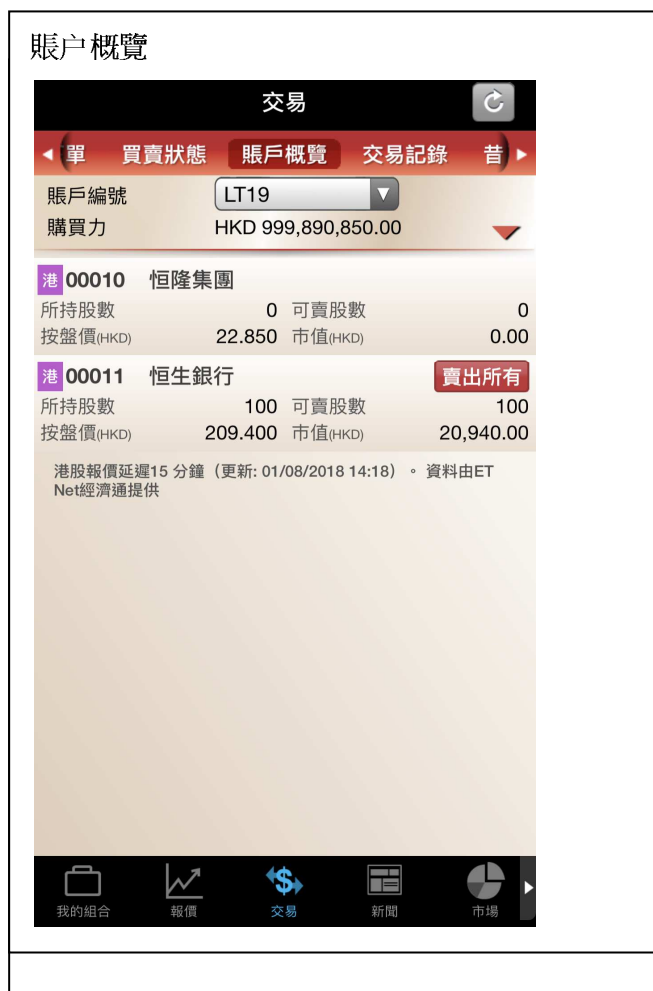 賬户概覽
交易
單 買賣狀態 賬戶概覽 交易記錄 昔
賬戶編號 LT19
購買力 HKD 999,890,850.00
港 00010 恒隆集團
所持股數 0 可賣股數 0
按盤價(HKD) 22.850 市值(HKD) 0.00
港 00011 恒生銀行 賣出所有
所持股數 100 可賣股數 100
按盤價(HKD) 209.400 市值(HKD) 20,940.00
港股報價延遲15 分鐘（更新: 01/08/2018 14:18）。 資料由ET
Net經濟通提供
我的組合 報價 交易 新聞 市場